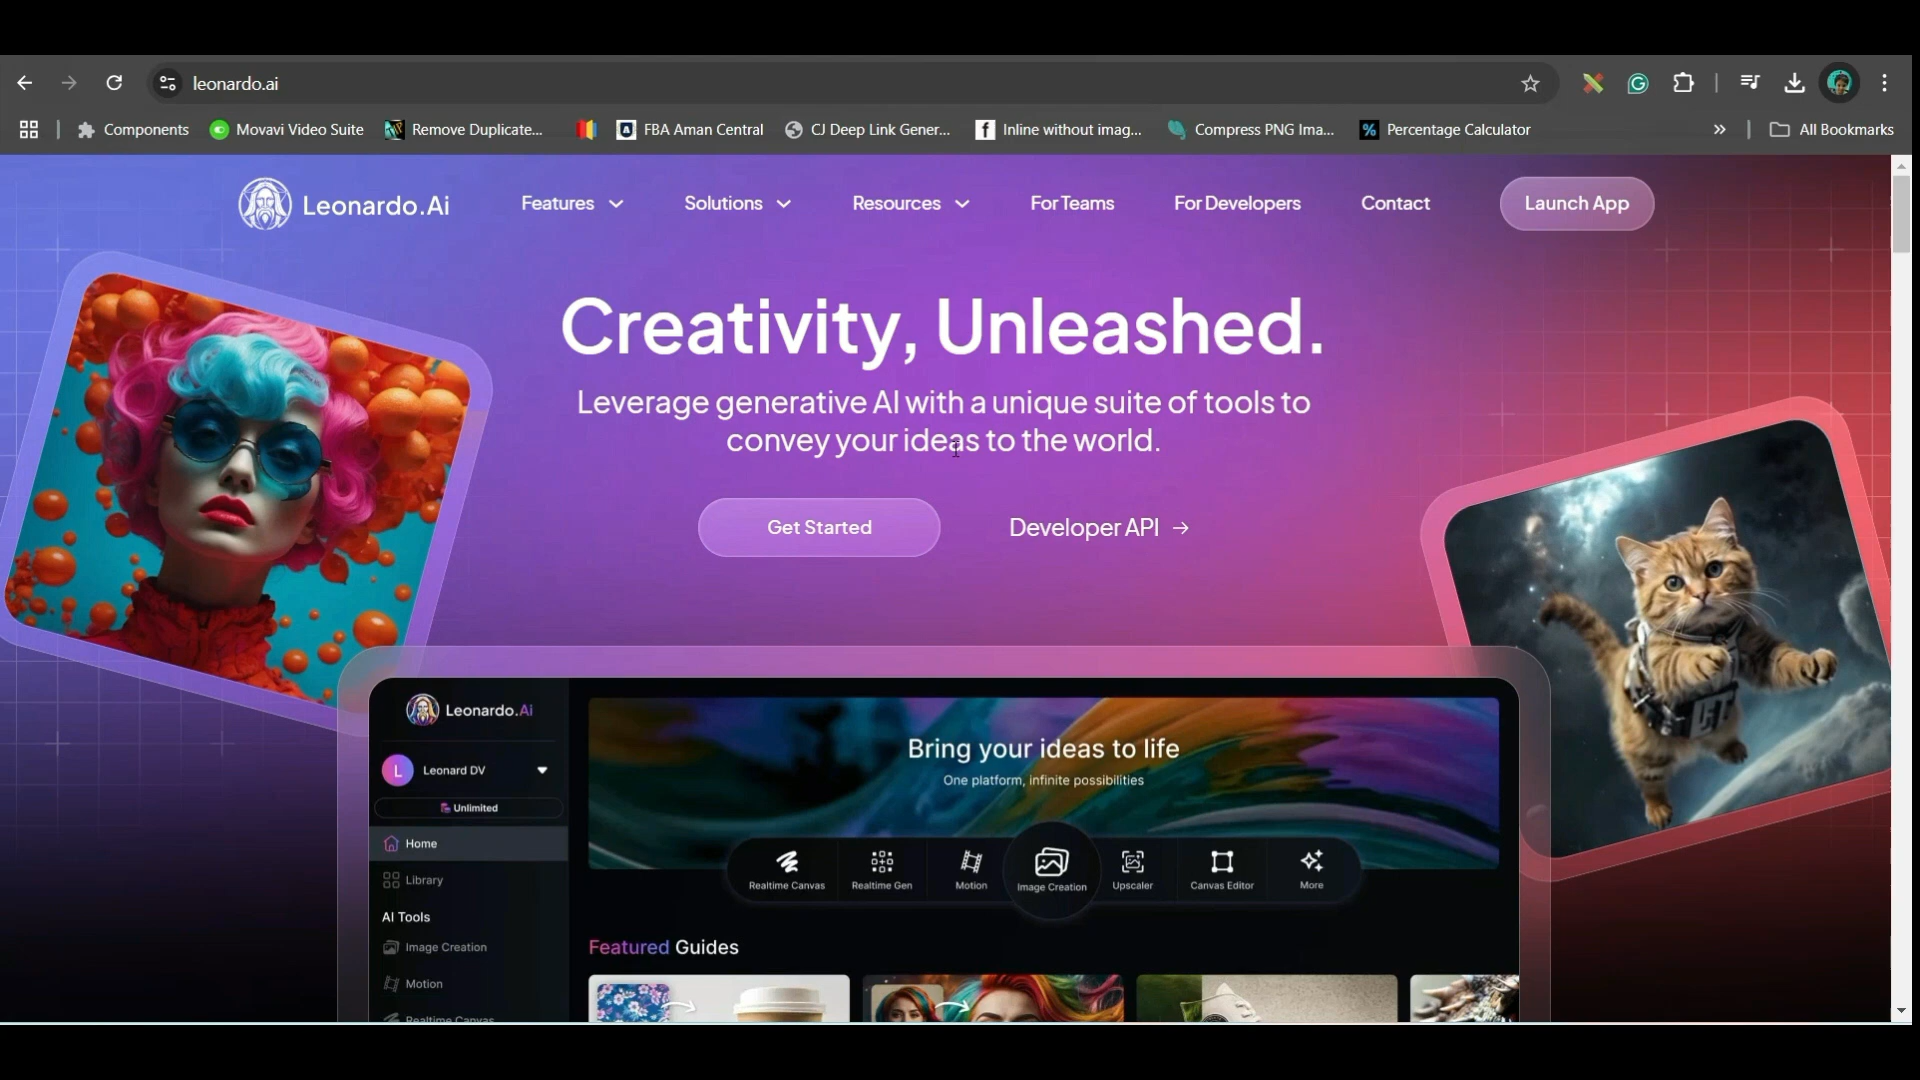 leonardo.ai
Components
Movavi Video Suite
Remove Duplicate...
FBA Aman Central
CJ Deep Link Gener...
Inline without imag...
Compress PNG Ima...
Percentage Calculator
All Bookmarks
Leonardo.Ai
Features
Solutions
Resources
For Teams
For Developers
Contact
Launch App
Creativity, Unleashed.
Leverage generative AI with a unique suite of tools to
convey your ideas to the world.
Get Started
Developer API →
Leonardo.Ai
L
Leonard DV
Unlimited
Home
Library
AI Tools
Image Creation
Motion
Realtime Canvas
Bring your ideas to life
One platform, infinite possibilities
Realtime Canvas
Realtime Gen
Motion
Image Creation
Upscaler
Canvas Editor
More
Featured Guides